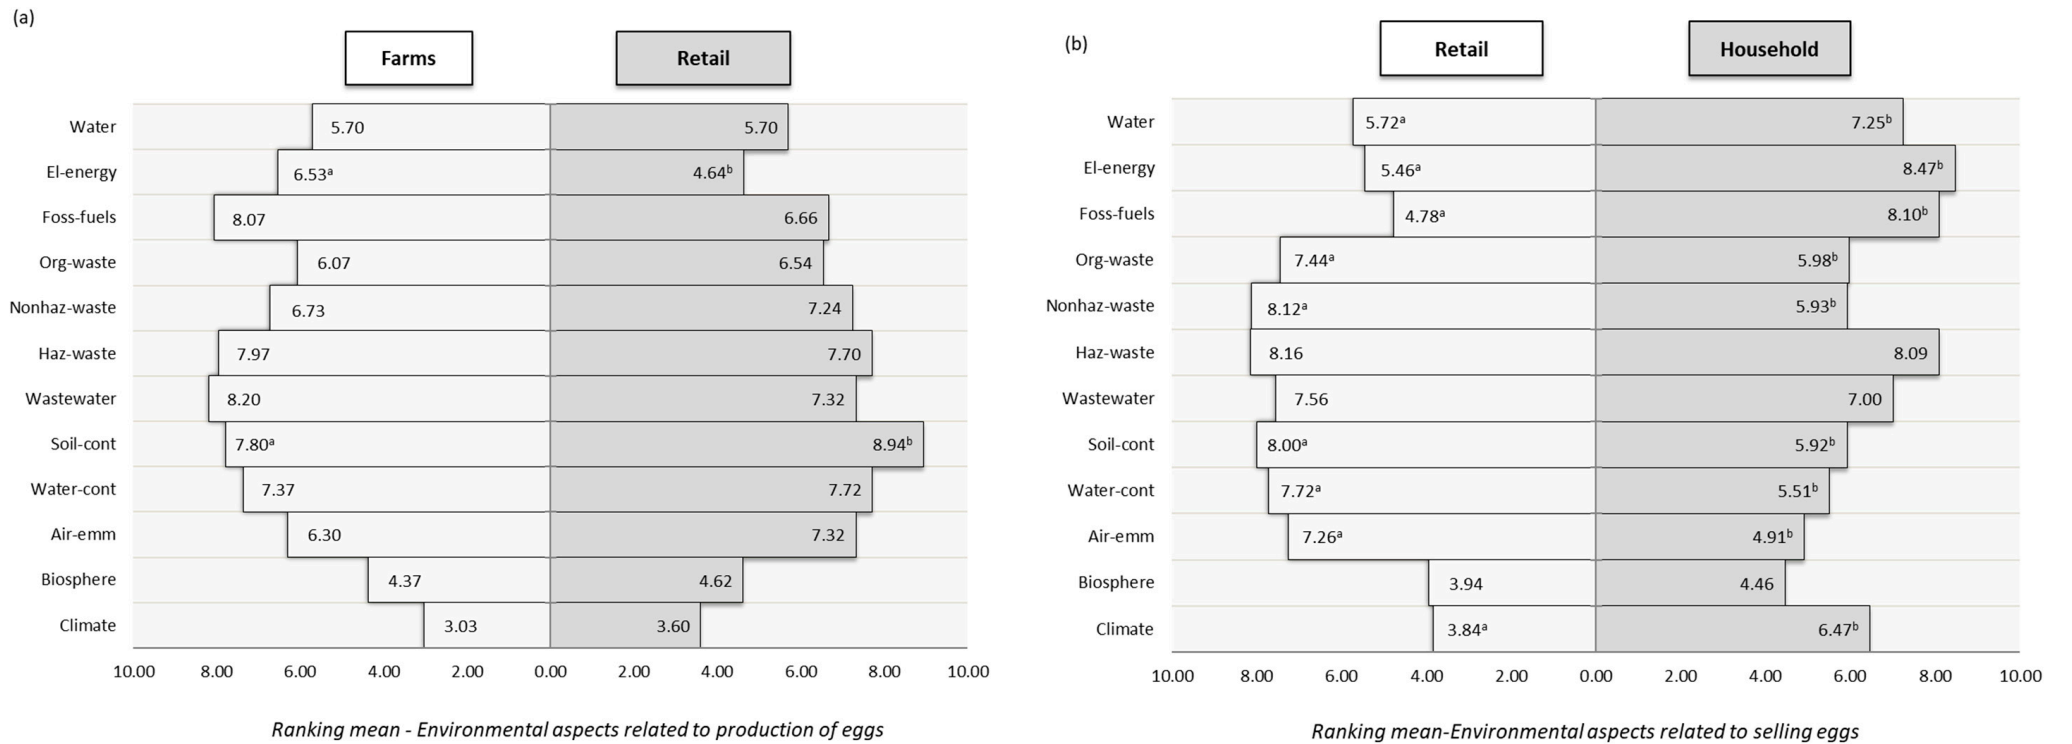 (a)
Farms
Retail
Water 5.70 5.70
El-energy 6.53ᵃ 4.64ᵇ
Foss-fuels 8.07 6.66
Org-waste 6.07 6.54
Nonhaz-waste 6.73 7.24
Haz-waste 7.97 7.70
Wastewater 8.20 7.32
Soil-cont 7.80ᵃ 8.94ᵇ
Water-cont 7.37 7.72
Air-emm 6.30 7.32
Biosphere 4.37 4.62
Climate 3.03 3.60
10.00 8.00 6.00 4.00 2.00 0.00 2.00 4.00 6.00 8.00 10.00
Ranking mean - Environmental aspects related to production of eggs
(b)
Retail
Household
Water 5.72ᵃ 7.25ᵇ
El-energy 5.46ᵃ 8.47ᵇ
Foss-fuels 4.78ᵃ 8.10ᵇ
Org-waste 7.44ᵃ 5.98ᵇ
Nonhaz-waste 8.12ᵃ 5.93ᵇ
Haz-waste 8.16 8.09
Wastewater 7.56 7.00
Soil-cont 8.00ᵃ 5.92ᵇ
Water-cont 7.72ᵃ 5.51ᵇ
Air-emm 7.26ᵃ 4.91ᵇ
Biosphere 3.94 4.46
Climate 3.84ᵃ 6.47ᵇ
10.00 8.00 6.00 4.00 2.00 0.00 2.00 4.00 6.00 8.00 10.00
Ranking mean-Environmental aspects related to selling eggs